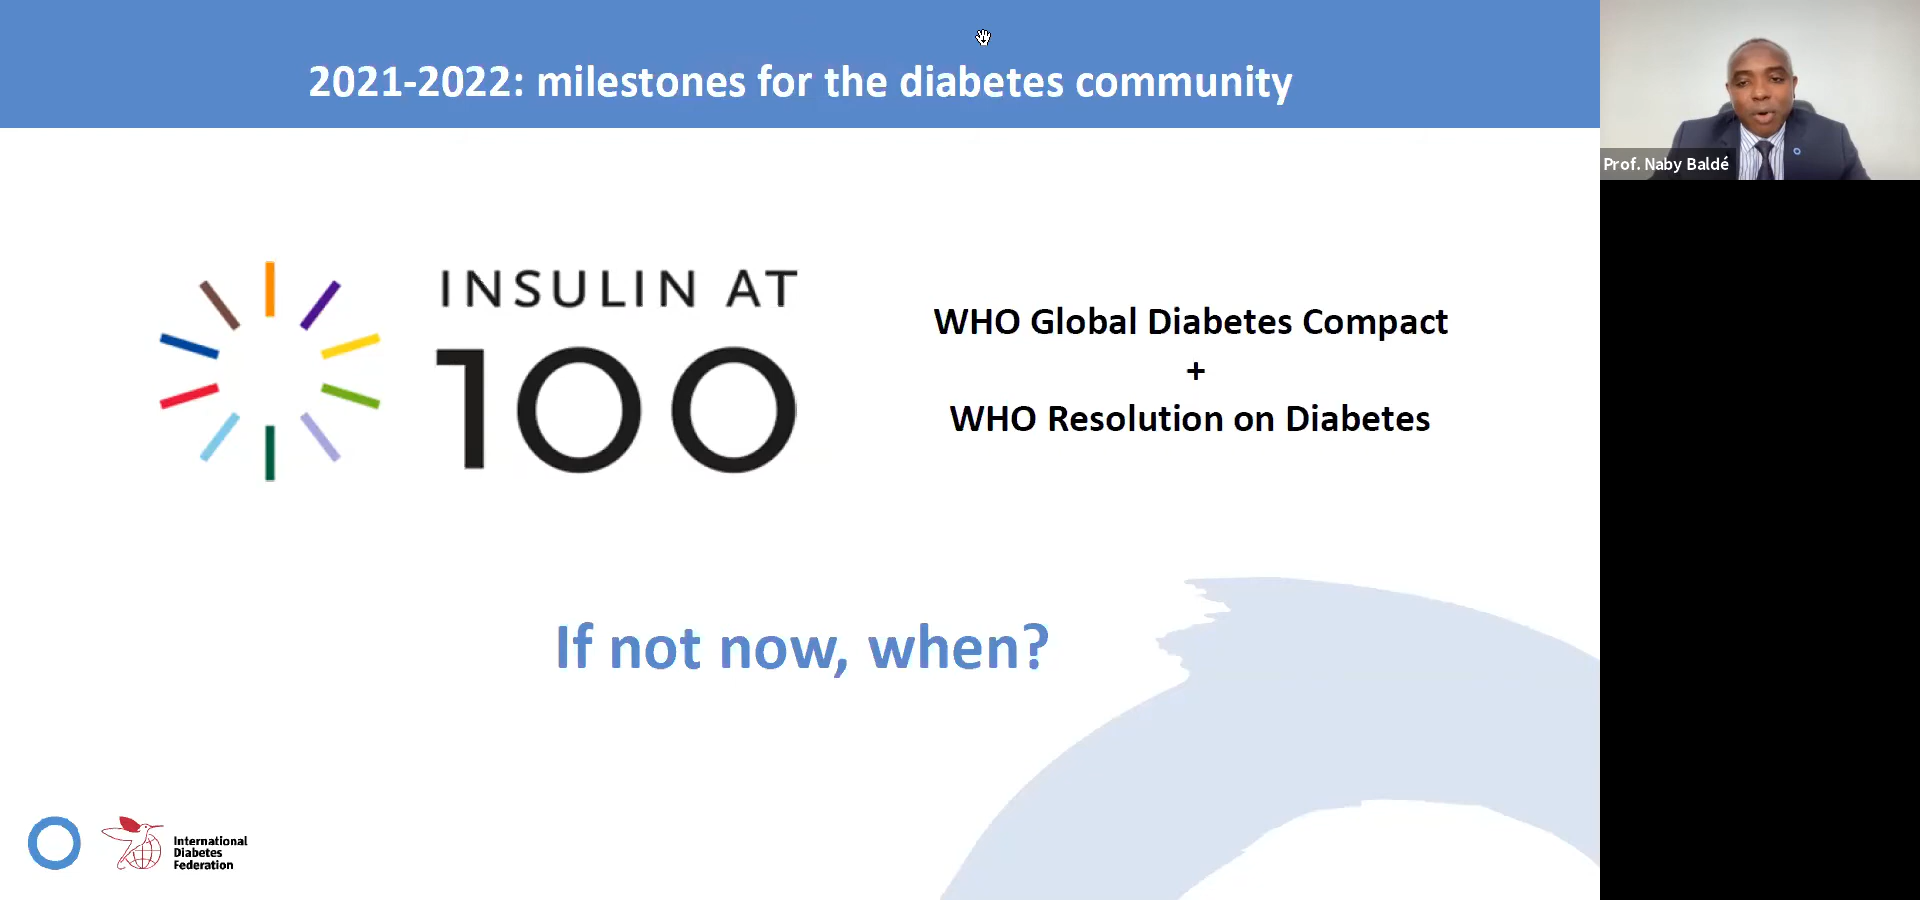 2021-2022: milestones for the diabetes community
Prof. Naby Baldé
INSULIN AT
100
WHO Global Diabetes Compact
+
WHO Resolution on Diabetes
If not now, when?
International
Diabetes
Federation